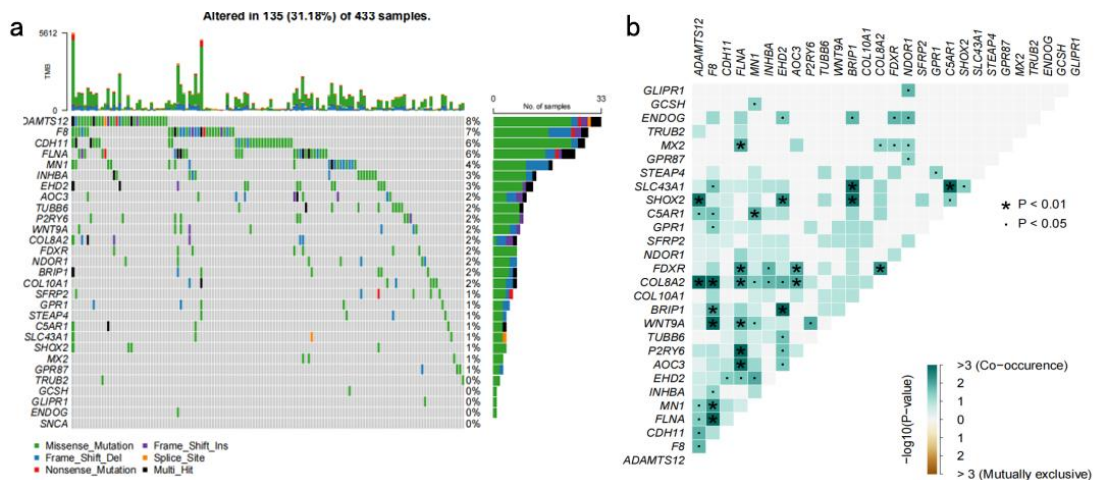 a
Altered in 135 (31.18%) of 433 samples.
5612
TMB
0
No. of samples
0
33
DAMTS12 8%
F8 7%
CDH11 6%
FLNA 6%
MN1 4%
INHBA 3%
EHD2 3%
AOC3 2%
TUBB6 2%
P2RY6 2%
WNT9A 2%
COL8A2 2%
FDXR 2%
NDOR1 2%
BRIP1 2%
COL10A1 2%
SFRP2 1%
GPR1 1%
STEAP4 1%
C5AR1 1%
SLC43A1 1%
SHOX2 1%
MX2 1%
GPR87 1%
TRUB2 0%
GCSH 0%
GLIPR1 0%
ENDOG 0%
SNCA 0%
Missense_Mutation Frame_Shift_Ins
Frame_Shift_Del Splice_Site
Nonsense_Mutation Multi_Hit
b
ADAMTS12
F8
CDH11
FLNA
MN1
INHBA
EHD2
AOC3
P2RY6
TUBB6
WNT9A
BRIP1
COL10A1
COL8A2
FDXR
NDOR1
SFRP2
GPR1
C5AR1
SHOX2
SLC43A1
STEAP4
GPR87
MX2
TRUB2
ENDOG
GCSH
GLIPR1
GLIPR1
GCSH
ENDOG
TRUB2
MX2
GPR87
STEAP4
SLC43A1
SHOX2
C5AR1
GPR1
SFRP2
NDOR1
FDXR
COL8A2
COL10A1
BRIP1
WNT9A
TUBB6
P2RY6
AOC3
EHD2
INHBA
MN1
FLNA
CDH11
F8
ADAMTS12
* P < 0.01
· P < 0.05
−log10(P−value)
>3 (Co−occurence)
2
1
0
1
2
> 3 (Mutually exclusive)